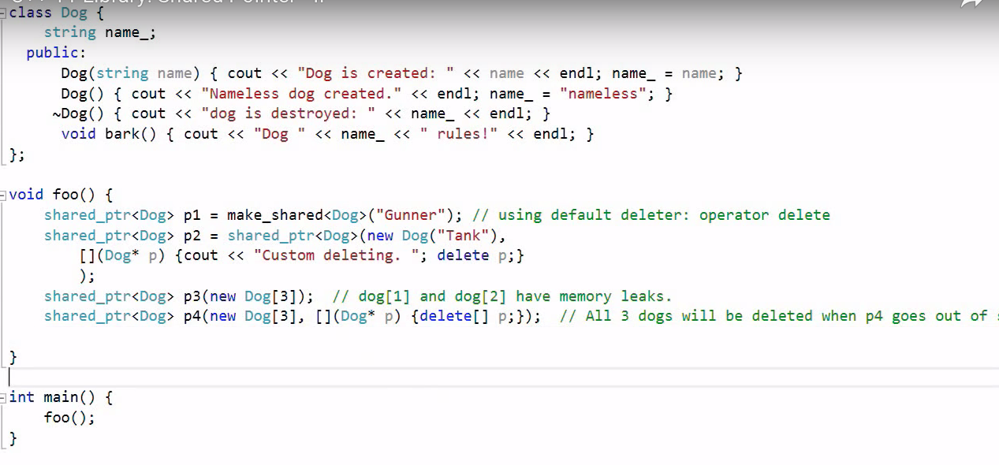 C++ 11 Library: Shared Pointer - II
class Dog {
string name_;
public:
Dog(string name) { cout << "Dog is created: " << name << endl; name_ = name; }
Dog() { cout << "Nameless dog created." << endl; name_ = "nameless"; }
~Dog() { cout << "dog is destroyed: " << name_ << endl; }
void bark() { cout << "Dog " << name_ << " rules!" << endl; }
};
void foo() {
shared_ptr<Dog> p1 = make_shared<Dog>("Gunner"); // using default deleter: operator delete
shared_ptr<Dog> p2 = shared_ptr<Dog>(new Dog("Tank"),
[](Dog* p) {cout << "Custom deleting. "; delete p;}
);
shared_ptr<Dog> p3(new Dog[3]); // dog[1] and dog[2] have memory leaks.
shared_ptr<Dog> p4(new Dog[3], [](Dog* p) {delete[] p;}); // All 3 dogs will be deleted when p4 goes out of
}
int main() {
foo();
}